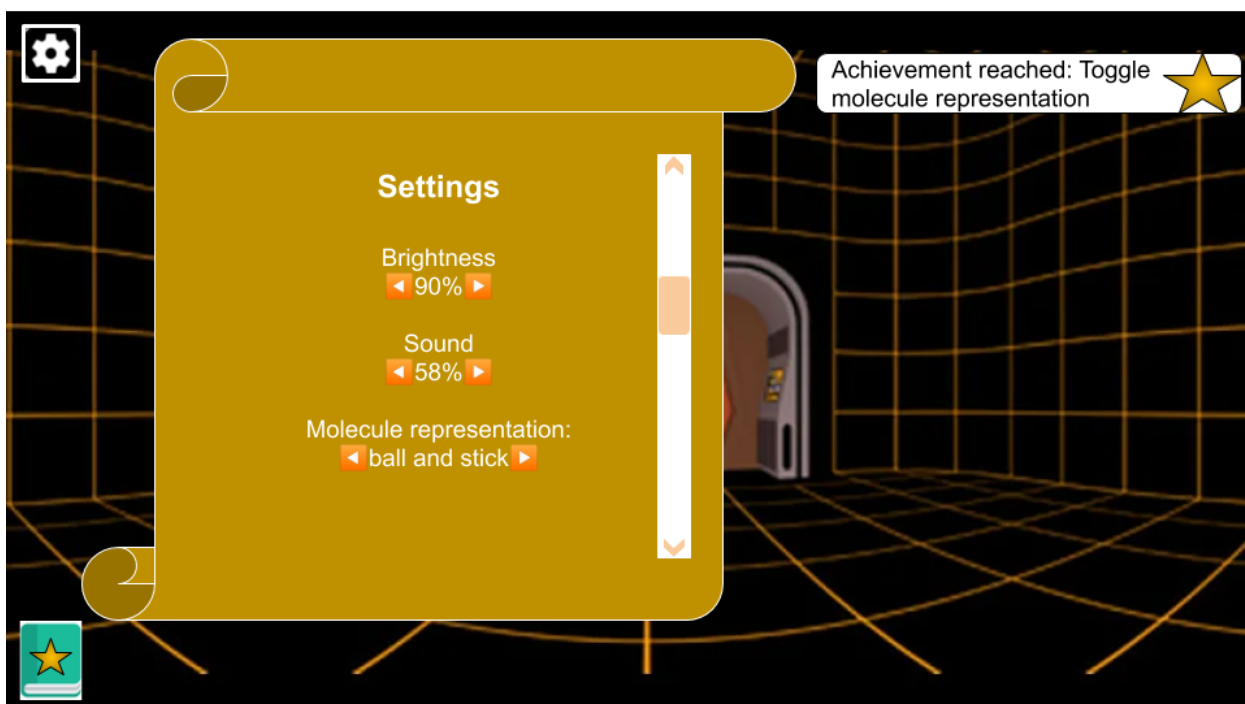 Achievement reached: Toggle
molecule representation
Settings
Brightness
90%
Sound
58%
Molecule representation:
ball and stick